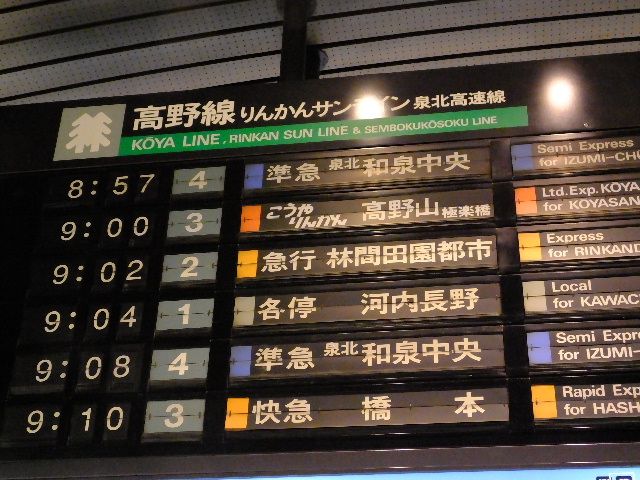 高野線りんかんサンライン泉北高速線
KŌYA LINE, RINKAN SUN LINE & SEMBOKUKŌSOKU LINE
8:57 4 準急 泉北 和泉中央 Semi Express for IZUMI-CHU
9:00 3 こうや りんかん 高野山 極楽橋 Ltd.Exp.KOYA for KOYASAN
9:02 2 急行 林間田園都市 Express for RINKAND
9:04 1 各停 河内長野 Local for KAWAC
9:08 4 準急 泉北 和泉中央 Semi Expre for IZUMI-
9:10 3 快急 橋本 Rapid Exp for HASH